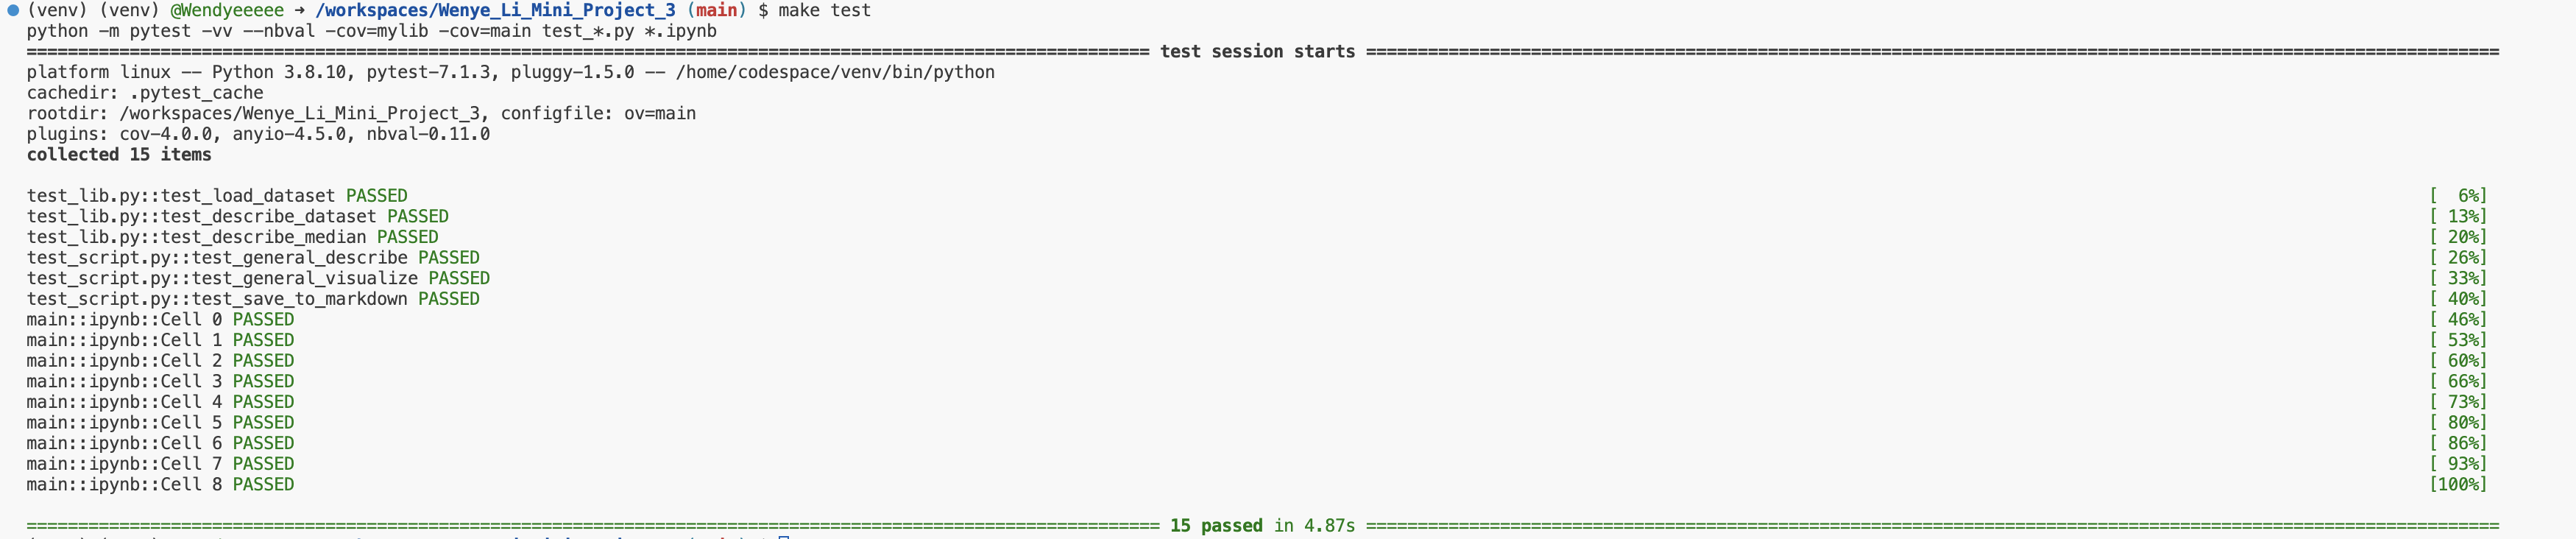 (venv) (venv) @Wendyeeeee ➜ /workspaces/Wenye_Li_Mini_Project_3 (main) $ make test
python -m pytest -vv --nbval -cov=mylib -cov=main test_*.py *.ipynb
============================= test session starts =============================
platform linux -- Python 3.8.10, pytest-7.1.3, pluggy-1.5.0 -- /home/codespace/venv/bin/python
cachedir: .pytest_cache
rootdir: /workspaces/Wenye_Li_Mini_Project_3, configfile: ov=main
plugins: cov-4.0.0, anyio-4.5.0, nbval-0.11.0
collected 15 items
test_lib.py::test_load_dataset PASSED [  6%]
test_lib.py::test_describe_dataset PASSED [ 13%]
test_lib.py::test_describe_median PASSED [ 20%]
test_script.py::test_general_describe PASSED [ 26%]
test_script.py::test_general_visualize PASSED [ 33%]
test_script.py::test_save_to_markdown PASSED [ 40%]
main::ipynb::Cell 0 PASSED [ 46%]
main::ipynb::Cell 1 PASSED [ 53%]
main::ipynb::Cell 2 PASSED [ 60%]
main::ipynb::Cell 3 PASSED [ 66%]
main::ipynb::Cell 4 PASSED [ 73%]
main::ipynb::Cell 5 PASSED [ 80%]
main::ipynb::Cell 6 PASSED [ 86%]
main::ipynb::Cell 7 PASSED [ 93%]
main::ipynb::Cell 8 PASSED [100%]
============================= 15 passed in 4.87s =============================